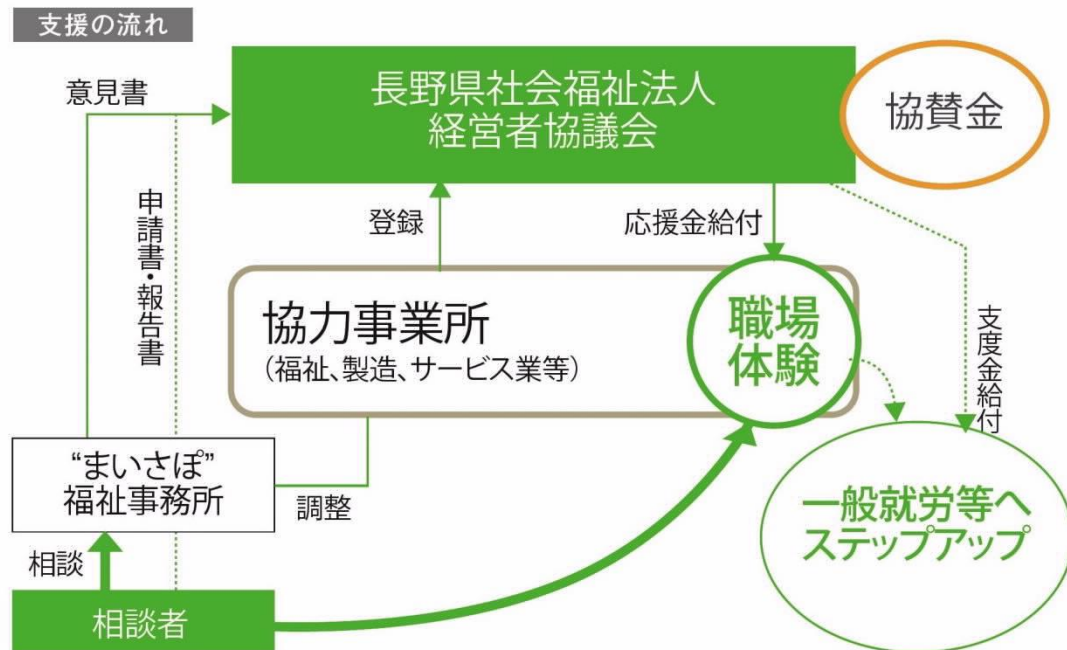 支援の流れ
意見書
長野県社会福祉法人
経営者協議会
協賛金
申請書・報告書
登録
応援金給付
協力事業所
(福祉、製造、サービス業等)
職場
体験
支度金給付
“まいさぽ”
福祉事務所
調整
一般就労等へ
ステップアップ
相談
相談者